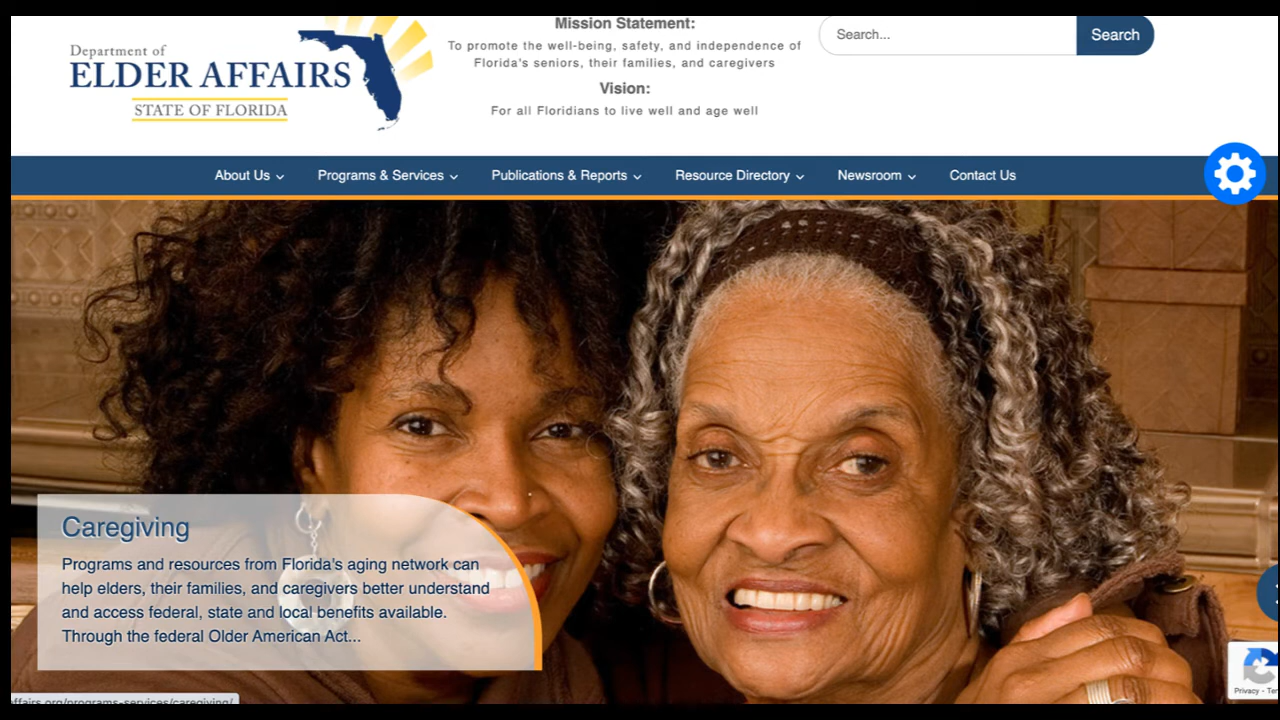 Department of
ELDER AFFAIRS
STATE OF FLORIDA
Mission Statement:
To promote the well-being, safety, and independence of
Florida's seniors, their families, and caregivers
Vision:
For all Floridians to live well and age well
Search...
Search
About Us
Programs & Services
Publications & Reports
Resource Directory
Newsroom
Contact Us
Caregiving
Programs and resources from Florida's aging network can
help elders, their families, and caregivers better understand
and access federal, state and local benefits available.
Through the federal Older American Act...
ffairs.org/programs-services/caregiving/
Privacy - Ter